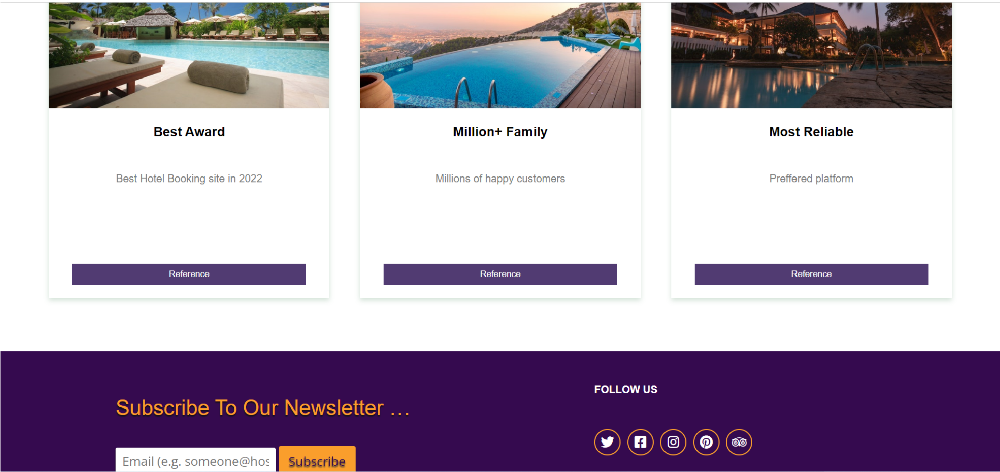 Best Award
Million+ Family
Most Reliable
Best Hotel Booking site in 2022
Millions of happy customers
Preffered platform
Reference
Reference
Reference
FOLLOW US
Subscribe To Our Newsletter ...
Email (e.g. someone@hos
Subscribe